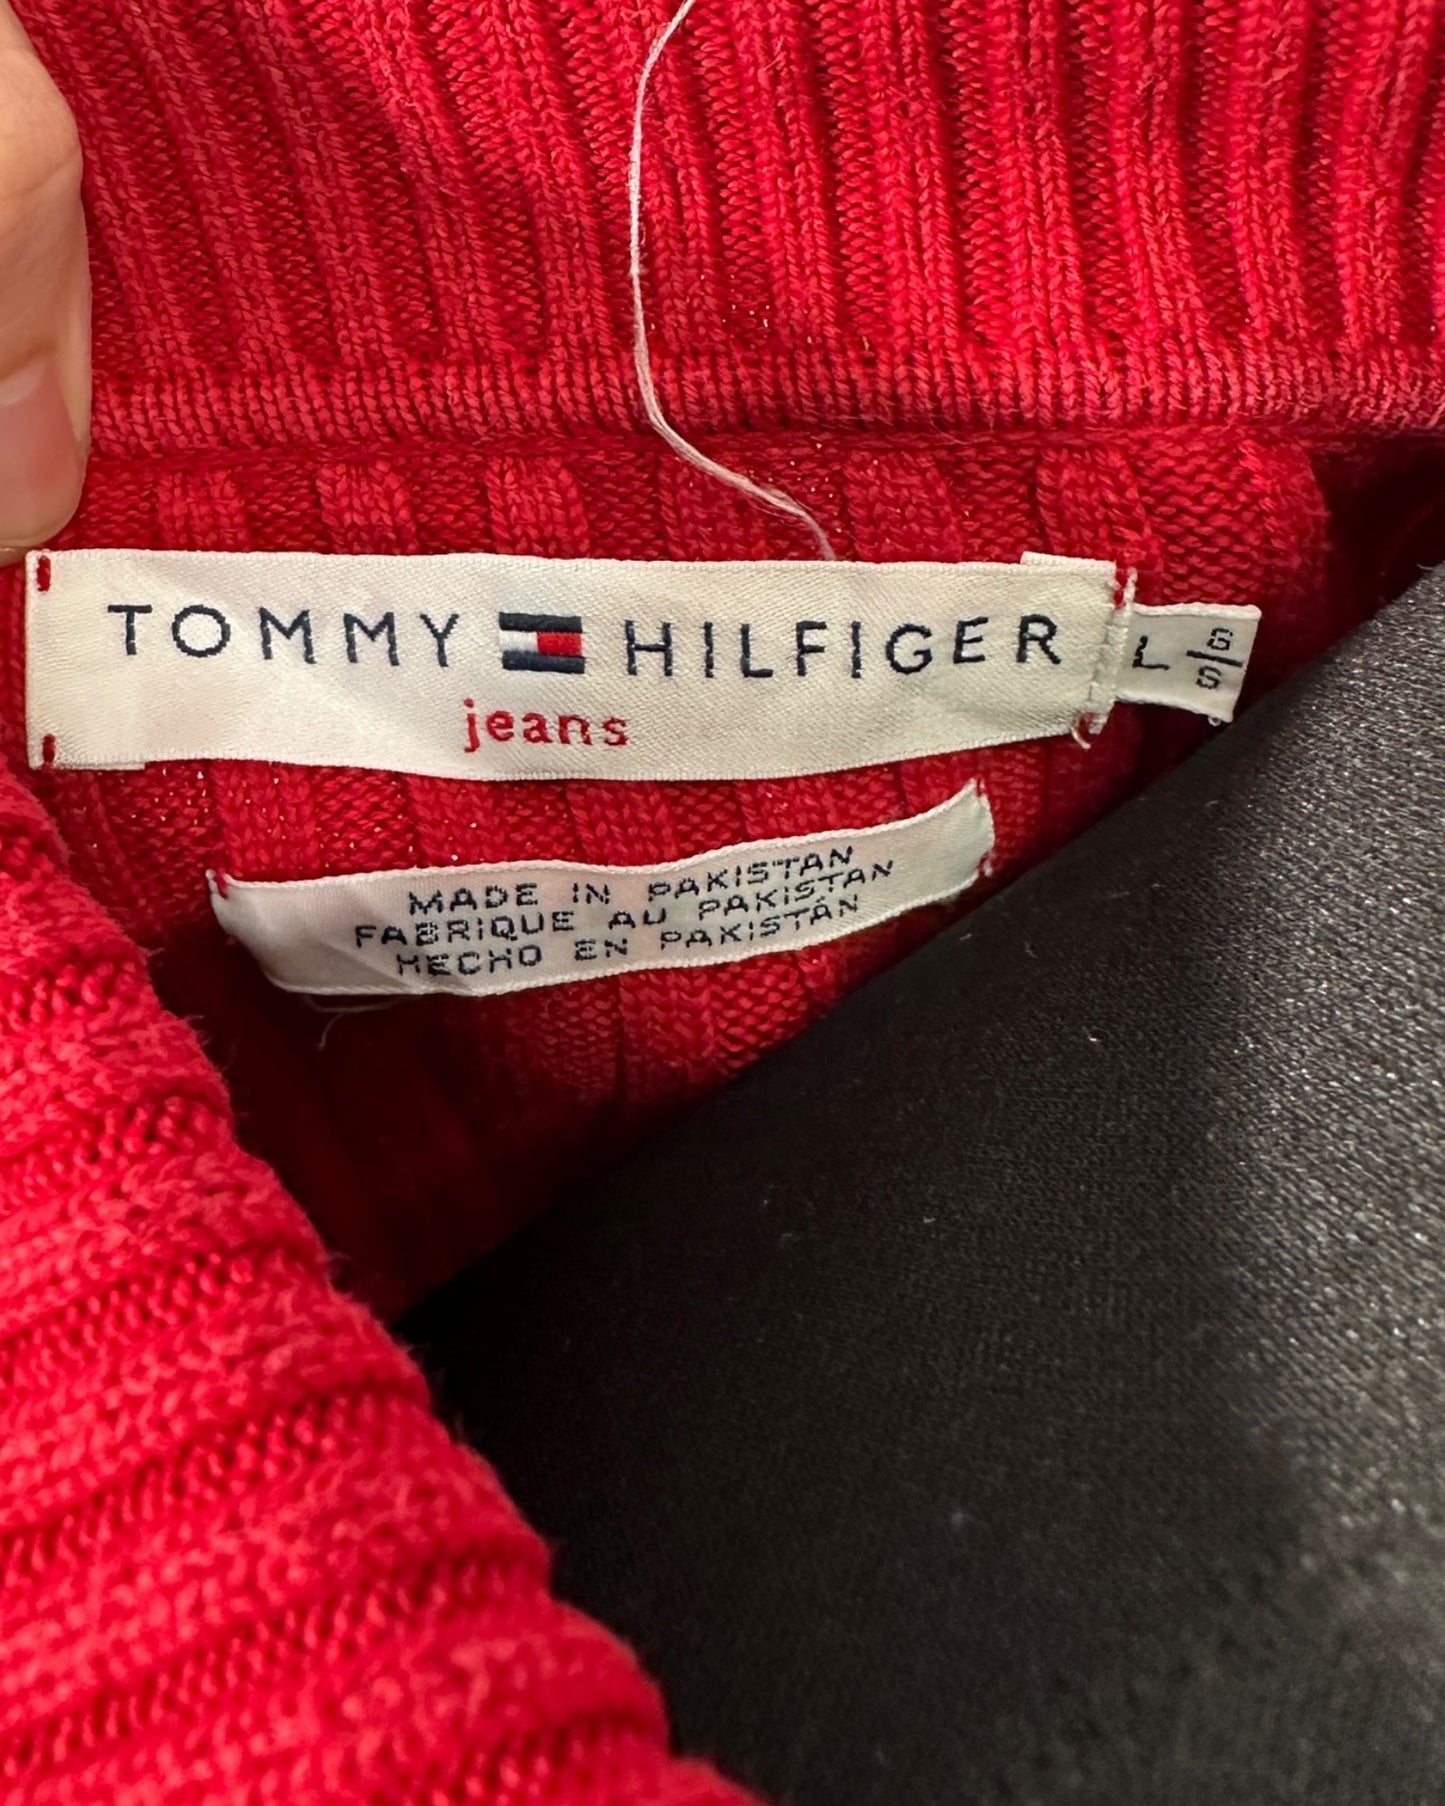 TOMMY HILFIGER
jeans
L G/G
MADE IN PAKISTAN
FABRIQUE AU PAKISTAN
HECHO EN PAKISTÁN